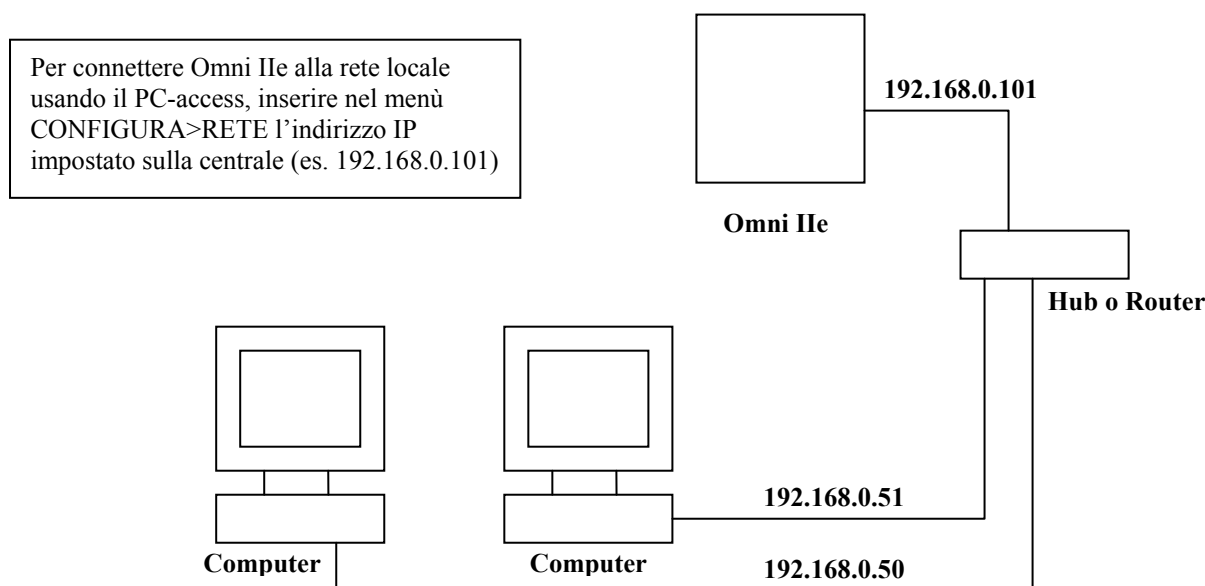 Per connettere Omni IIe alla rete locale
usando il PC-access, inserire nel menù
CONFIGURA>RETE l’indirizzo IP
impostato sulla centrale (es. 192.168.0.101)
192.168.0.101
Omni IIe
Hub o Router
192.168.0.51
Computer
Computer
192.168.0.50